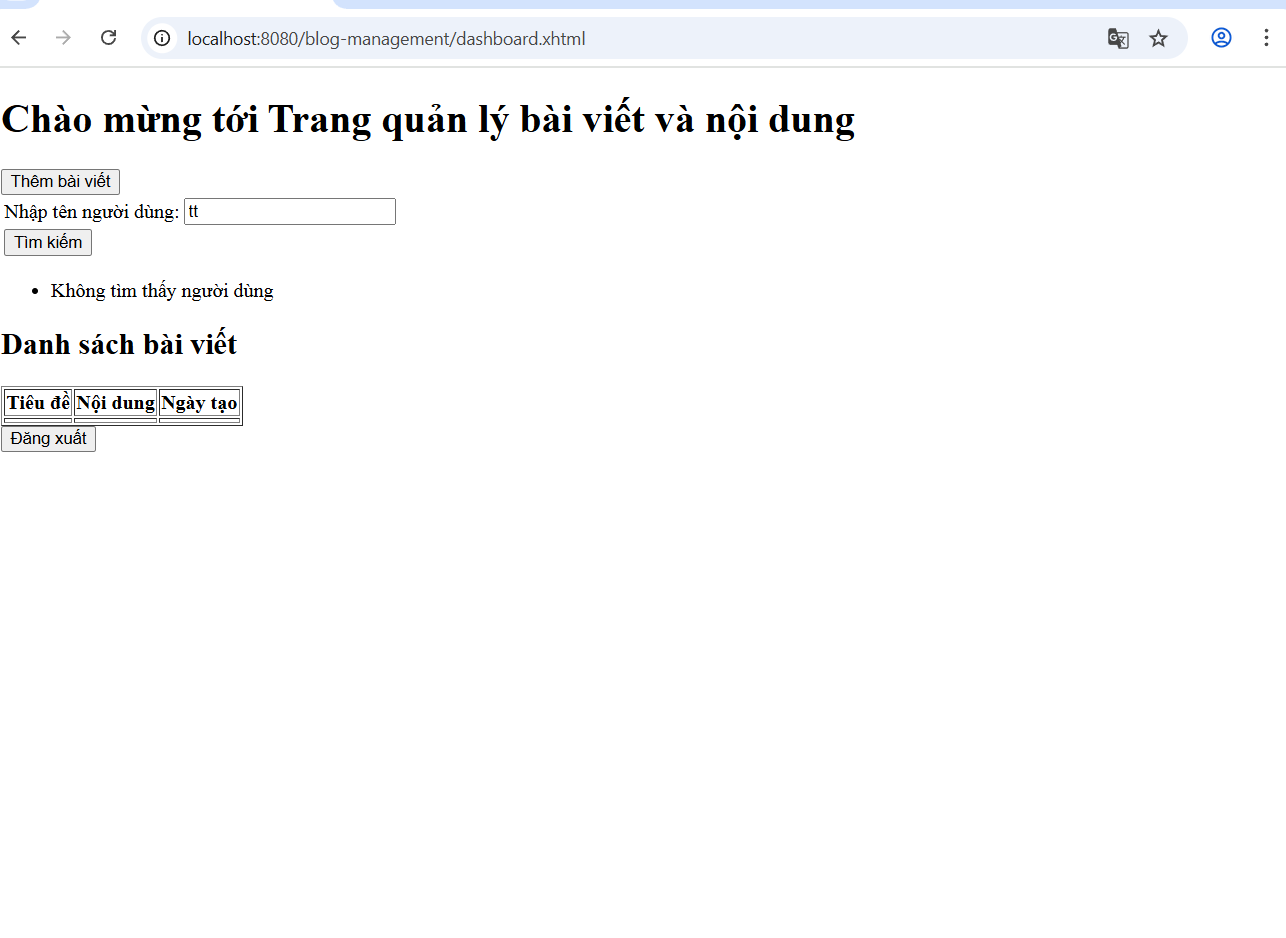 localhost:8080/blog-management/dashboard.xhtml
Chào mừng tới Trang quản lý bài viết và nội dung
Thêm bài viết
Nhập tên người dùng: tt
Tìm kiếm
Không tìm thấy người dùng
Danh sách bài viết
Tiêu đề Nội dung Ngày tạo
Đăng xuất